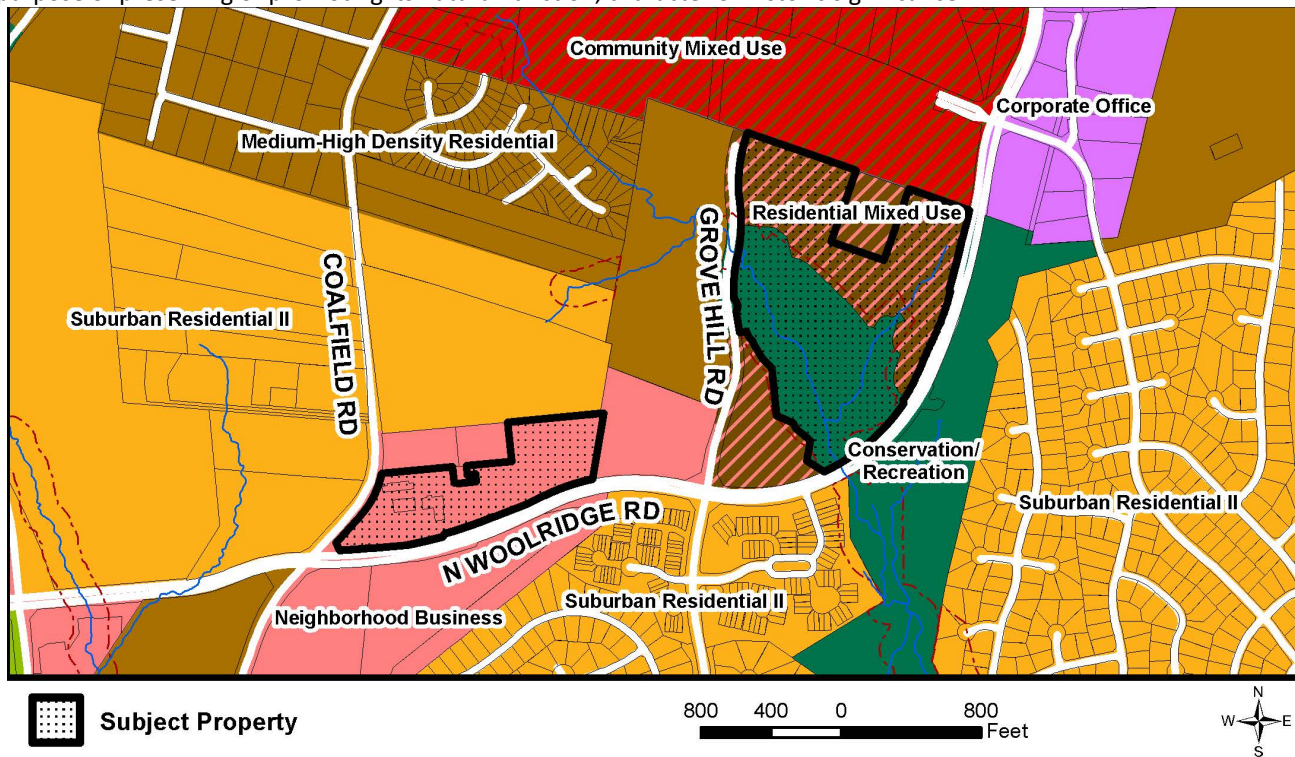 Community Mixed Use
Corporate Office
Medium-High Density Residential
Residential Mixed Use
GROVE HILL RD
COALFIELD RD
Suburban Residential II
Conservation/
Recreation
Suburban Residential II
N WOOLRIDGE RD
Suburban Residential II
Neighborhood Business
Subject Property
800 400 0 800
Feet
N
W E
S